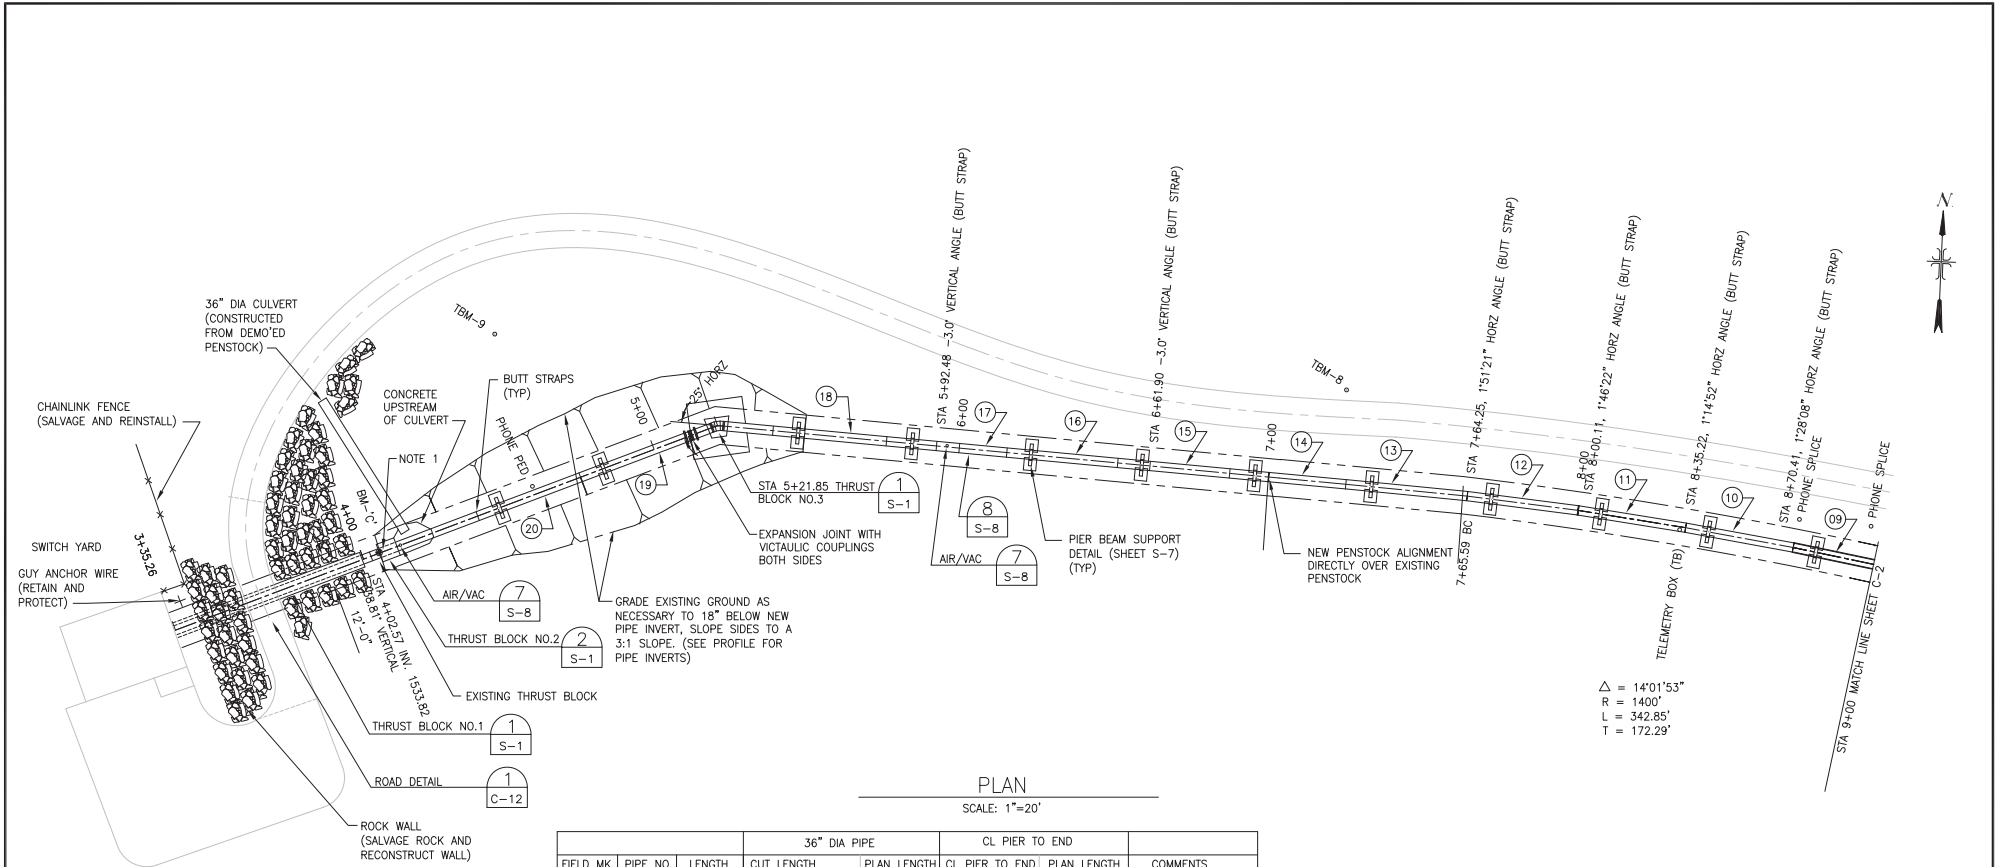 N
36" DIA CULVERT
(CONSTRUCTED
FROM DEMO'ED
PENSTOCK)
TBM-9
TBM-8
CHAINLINK FENCE
(SALVAGE AND REINSTALL)
CONCRETE
UPSTREAM
OF CULVERT
BUTT STRAPS
(TYP)
PHONE PED
NOTE 1
BM-'C'
4+00
5+00
25' HORZ
3+35.26
SWITCH YARD
GUY ANCHOR WIRE
(RETAIN AND
PROTECT)
STA 4+02.57 INV. 1533.82
VERTICAL
12'-0"
AIR/VAC
7
S-8
THRUST BLOCK NO.2
2
S-1
EXISTING THRUST BLOCK
THRUST BLOCK NO.1
1
S-1
ROAD DETAIL
1
C-12
ROCK WALL
(SALVAGE ROCK AND
RECONSTRUCT WALL)
GRADE EXISTING GROUND AS
NECESSARY TO 18" BELOW NEW
PIPE INVERT, SLOPE SIDES TO A
3:1 SLOPE. (SEE PROFILE FOR
PIPE INVERTS)
20
19
18
17
16
15
14
13
12
11
10
09
STA 5+21.85 THRUST
BLOCK NO.3
1
S-1
EXPANSION JOINT WITH
VICTAULIC COUPLINGS
BOTH SIDES
STA 5+92.48 -3.0° VERTICAL ANGLE (BUTT STRAP)
6+00
AIR/VAC
7
S-8
8
S-8
PIER BEAM SUPPORT
DETAIL (SHEET S-7)
(TYP)
STA 6+61.90 -3.0° VERTICAL ANGLE (BUTT STRAP)
7+00
NEW PENSTOCK ALIGNMENT
DIRECTLY OVER EXISTING
PENSTOCK
7+65.59 BC
STA 7+64.25, 1°51'21" HORZ ANGLE (BUTT STRAP)
8+00
STA 8+00.11, 1°46'22" HORZ ANGLE (BUTT STRAP)
STA 8+35.22, 1°14'52" HORZ ANGLE (BUTT STRAP)
STA 8+70.41, 1°28'08" HORZ ANGLE (BUTT STRAP)
PHONE SPLICE
PHONE SPLICE
TELEMETRY BOX (TB)
STA 9+00 MATCH LINE SHEET C-2
Δ = 14°01'53"
R = 1400'
L = 342.85'
T = 172.29'
PLAN
SCALE: 1"=20'
36" DIA PIPE
CL PIER TO END
FIELD MK
PIPE NO
LENGTH
CUT LENGTH
PLAN LENGTH
CL PIER TO END
PLAN LENGTH
COMMENTS